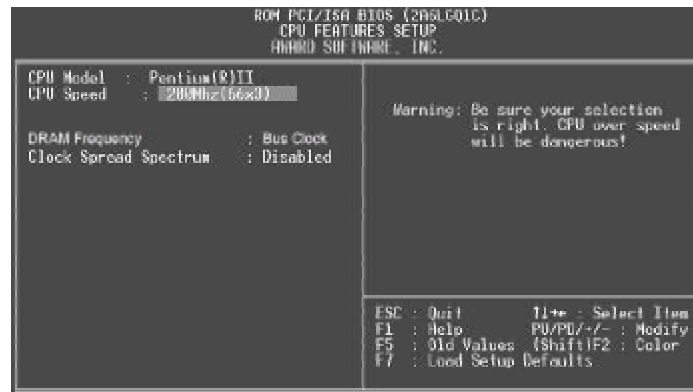 ROM PCI/ISA BIOS (2A6LGQ1C)
CPU FEATURES SETUP
AWARD SOFTWARE, INC.
CPU Model : Pentium(R)II
CPU Speed : 200Mhz(66x3)
DRAM Frequency : Bus Clock
Clock Spread Spectrum : Disabled
Warning: Be sure your selection
is right. CPU over speed
will be dangerous!
ESC : Quit ↑↓→← : Select Item
F1 : Help PU/PD/+/- : Modify
F5 : Old Values (Shift)F2 : Color
F7 : Load Setup Defaults